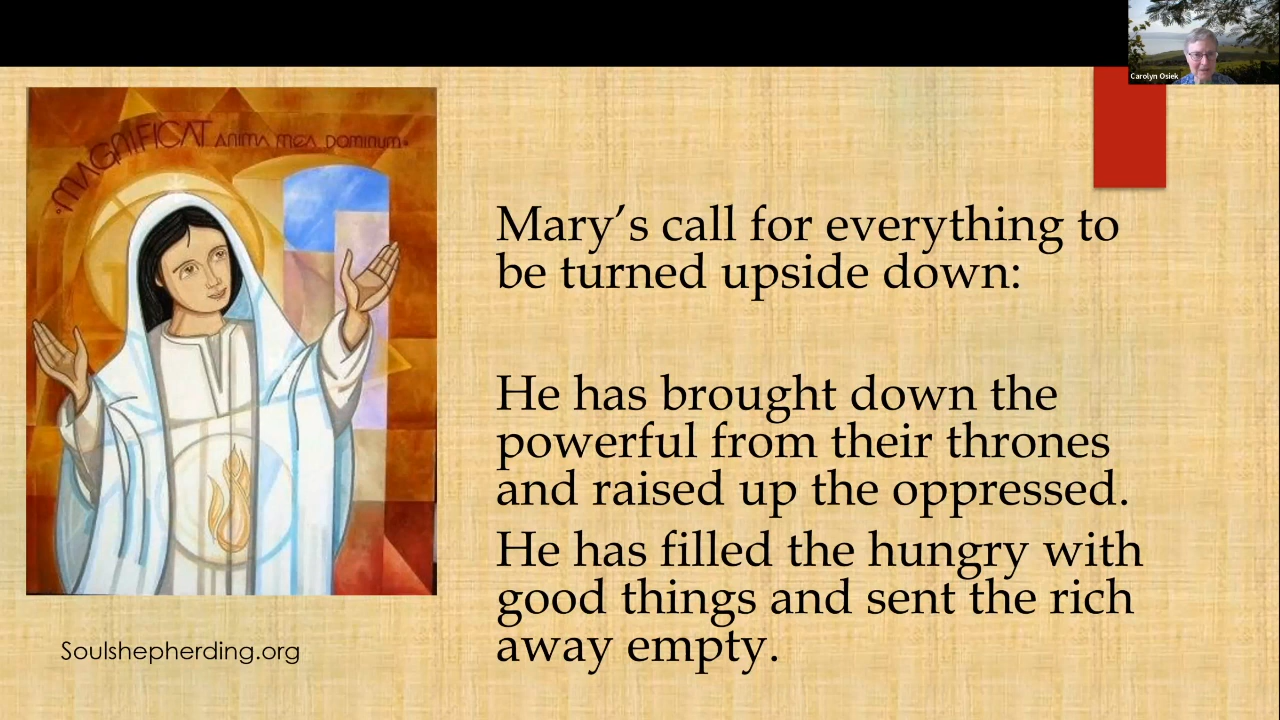 Carolyn Osiek
MAGNIFICAT ANIMA MEA DOMINUM
Mary’s call for everything to
be turned upside down:
He has brought down the
powerful from their thrones
and raised up the oppressed.
He has filled the hungry with
good things and sent the rich
away empty.
Soulshepherding.org